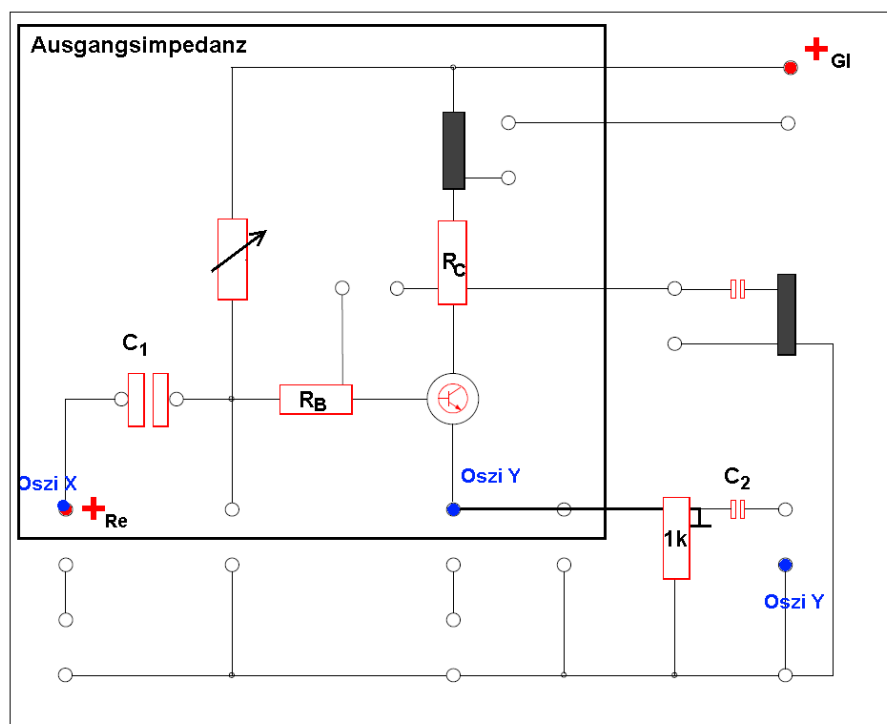 Ausgangsimpedanz
+ Gl
R_C
C_1
R_B
Oszi X
+ Re
Oszi Y
C_2
1k
Oszi Y